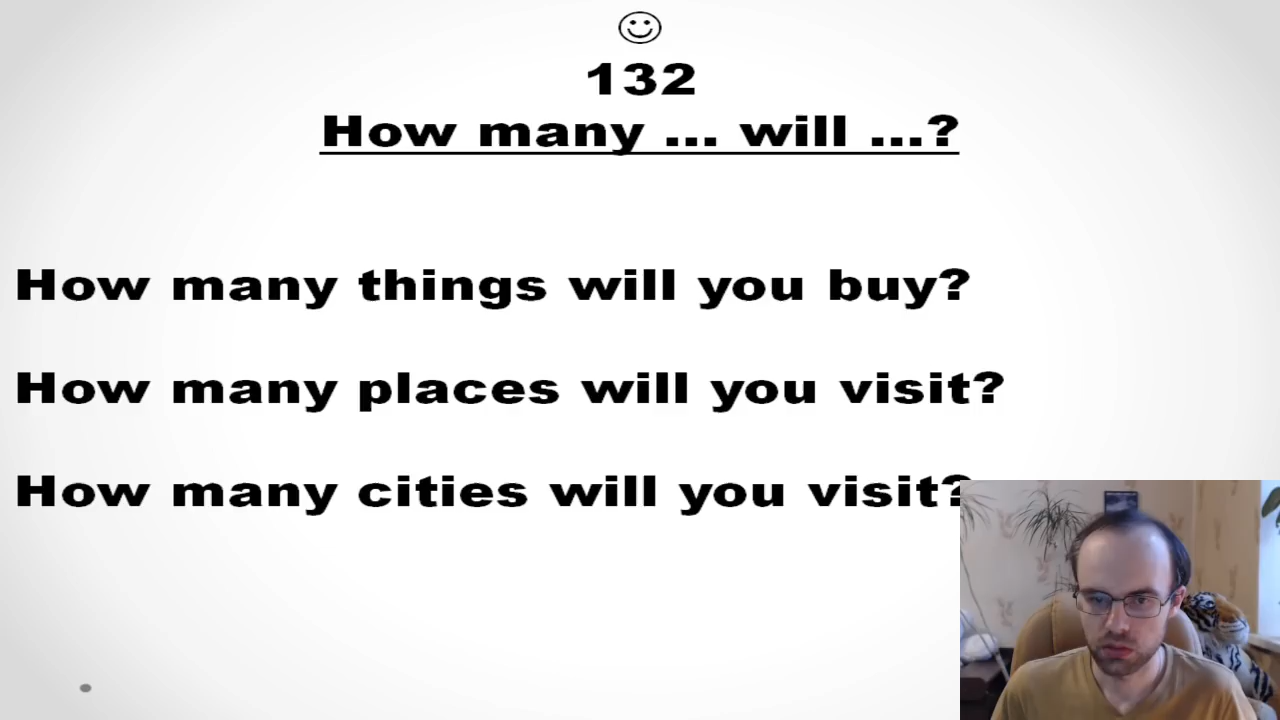 132
How many ... will ...?
How many things will you buy?
How many places will you visit?
How many cities will you visit?